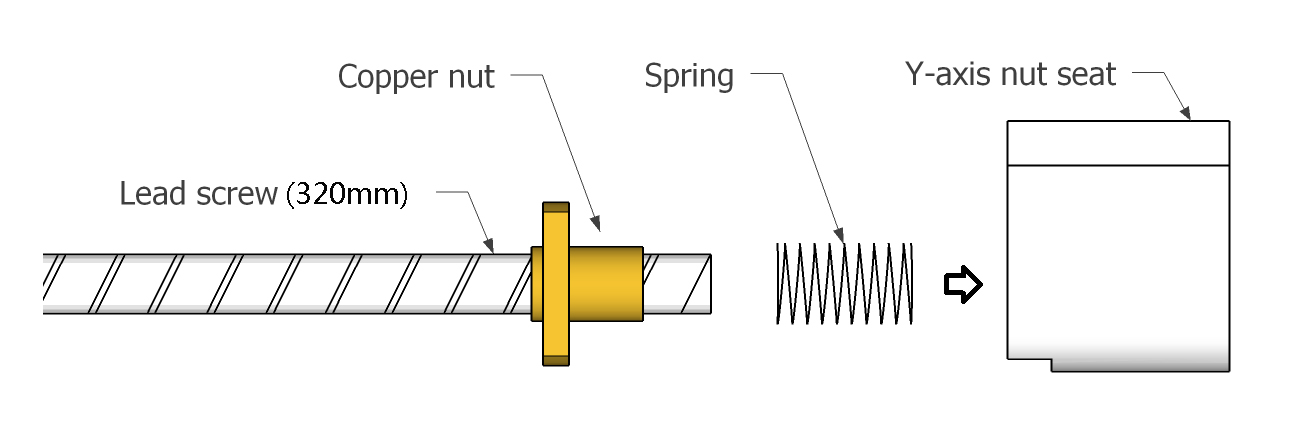 Copper nut
Spring
Y-axis nut seat
Lead screw (320mm)